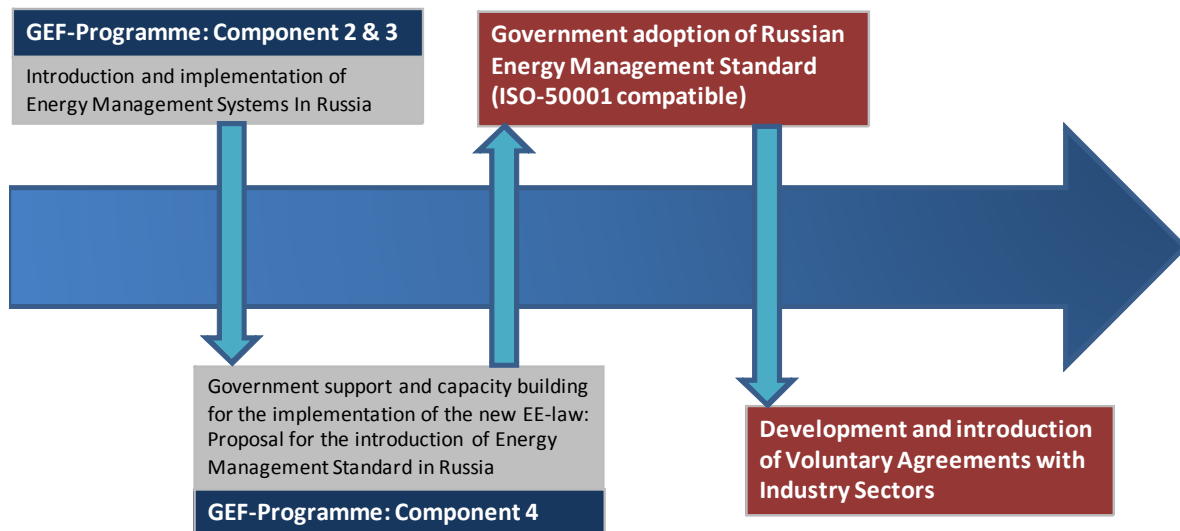 GEF-Programme: Component 2 & 3
Introduction and implementation of
Energy Management Systems In Russia
Government adoption of Russian
Energy Management Standard
(ISO-50001 compatible)
Government support and capacity building
for the implementation of the new EE-law:
Proposal for the introduction of Energy
Management Standard in Russia
GEF-Programme: Component 4
Development and introduction
of Voluntary Agreements with
Industry Sectors